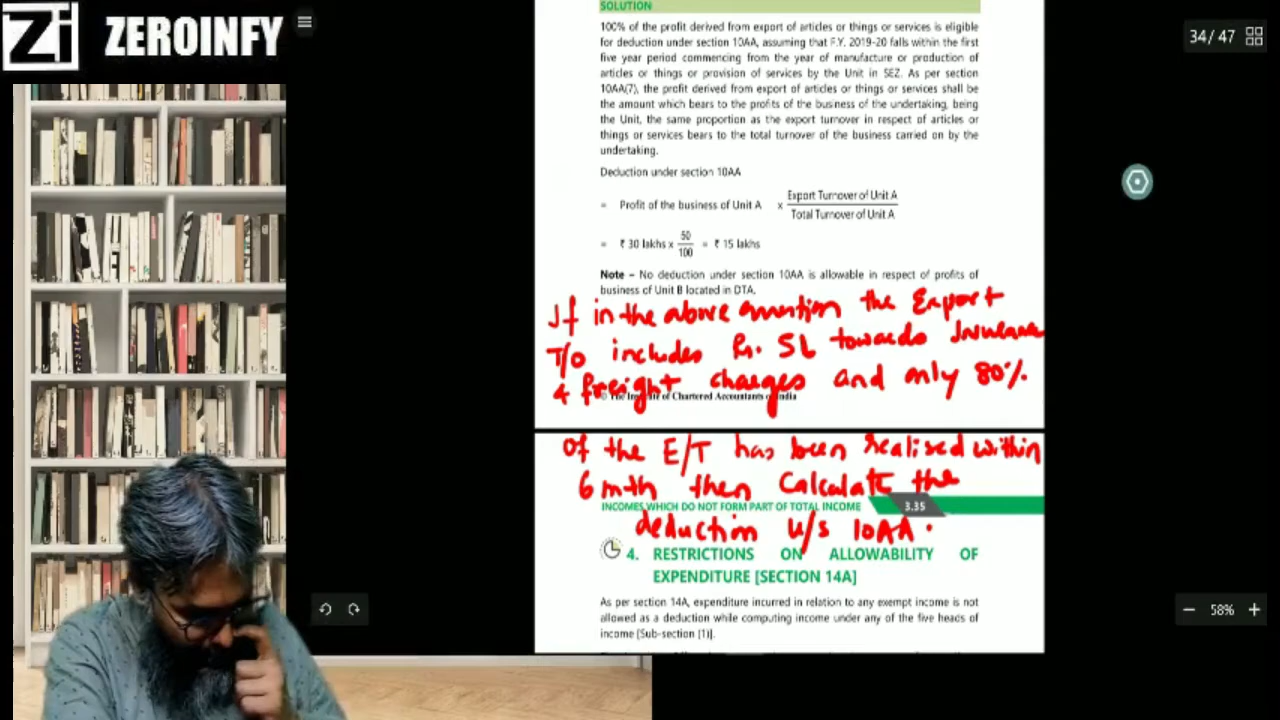 Zi ZEROINFY
34/ 47
SOLUTION
100% of the profit derived from export of articles or things or services is eligible
for deduction under section 10AA, assuming that F.Y. 2019-20 falls within the first
five year period commencing from the year of manufacture or production of
articles or things or provision of services by the Unit in SEZ. As per section
10AA(7), the profit derived from export of articles or things or services shall be
the amount which bears to the profits of the business of the undertaking, being
the Unit, the same proportion as the export turnover in respect of articles or
things or services bears to the total turnover of the business carried on by the
undertaking.
Deduction under section 10AA
= Profit of the business of Unit A x Export Turnover of Unit A
Total Turnover of Unit A
= ₹ 30 lakhs x 50/100 = ₹ 15 lakhs
Note – No deduction under section 10AA is allowable in respect of profits of
business of Unit B located in DTA.
If in the above question the Export
T/O includes Rs. 5L towards Insurance
& freight charges and only 80%
© The of Chartered Accountants of India
of the E/T has been realised within
6 mth then Calculate the
INCOMES WHICH DO NOT FORM PART OF TOTAL INCOME 3.35
deduction u/s 10AA.
4. RESTRICTIONS ON ALLOWABILITY OF
EXPENDITURE [SECTION 14A]
As per section 14A, expenditure incurred in relation to any exempt income is not
allowed as a deduction while computing income under any of the five heads of
income [Sub-section (1)].
58%